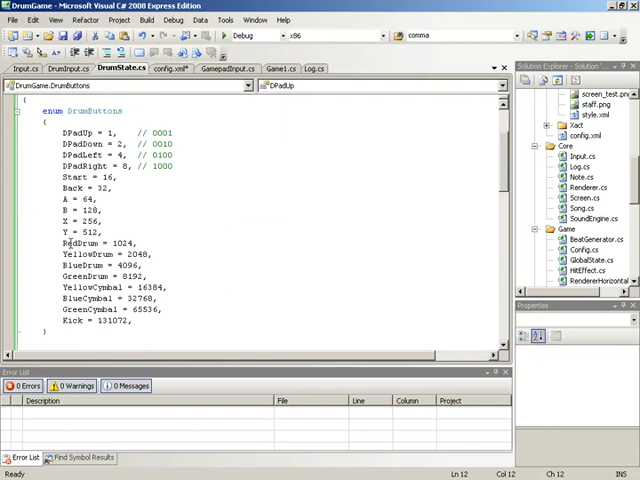 DrumGame - Microsoft Visual C# 2008 Express Edition
File Edit View Refactor Project Build Debug Data Tools Window Help
Debug x86 comma
Input.cs DrumInput.cs DrumState.cs config.xml* GamepadInput.cs Game1.cs Log.cs
DrumGame.DrumButtons DPadUp
{
enum DrumButtons
{
DPadUp = 1, // 0001
DPadDown = 2, // 0010
DPadLeft = 4, // 0100
DPadRight = 8, // 1000
Start = 16,
Back = 32,
A = 64,
B = 128,
X = 256,
Y = 512,
RedDrum = 1024,
YellowDrum = 2048,
BlueDrum = 4096,
GreenDrum = 8192,
YellowCymbal = 16384,
BlueCymbal = 32768,
GreenCymbal = 65536,
Kick = 131072,
}
Solution Explorer
screen_test.png
staff.png
style.xml
Xact
config.xml
Core
Input.cs
Log.cs
Note.cs
Renderer.cs
Screen.cs
Song.cs
SoundEngine.cs
Game
BeatGenerator.cs
Config.cs
GlobalState.cs
HitEffect.cs
RendererHorizontal
Properties
Error List
0 Errors 0 Warnings 0 Messages
Description File Line Column Project
Error List Find Symbol Results
Ready Ln 12 Col 12 Ch 12 INS